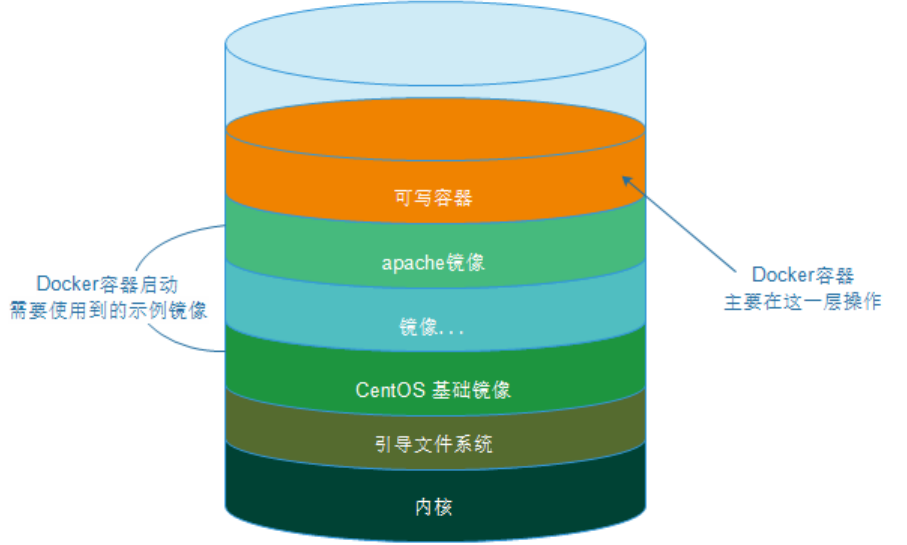 可写容器
apache镜像
Docker容器启动
需要使用到的示例镜像
Docker容器
主要在这一层操作
镜像...
CentOS 基础镜像
引导文件系统
内核